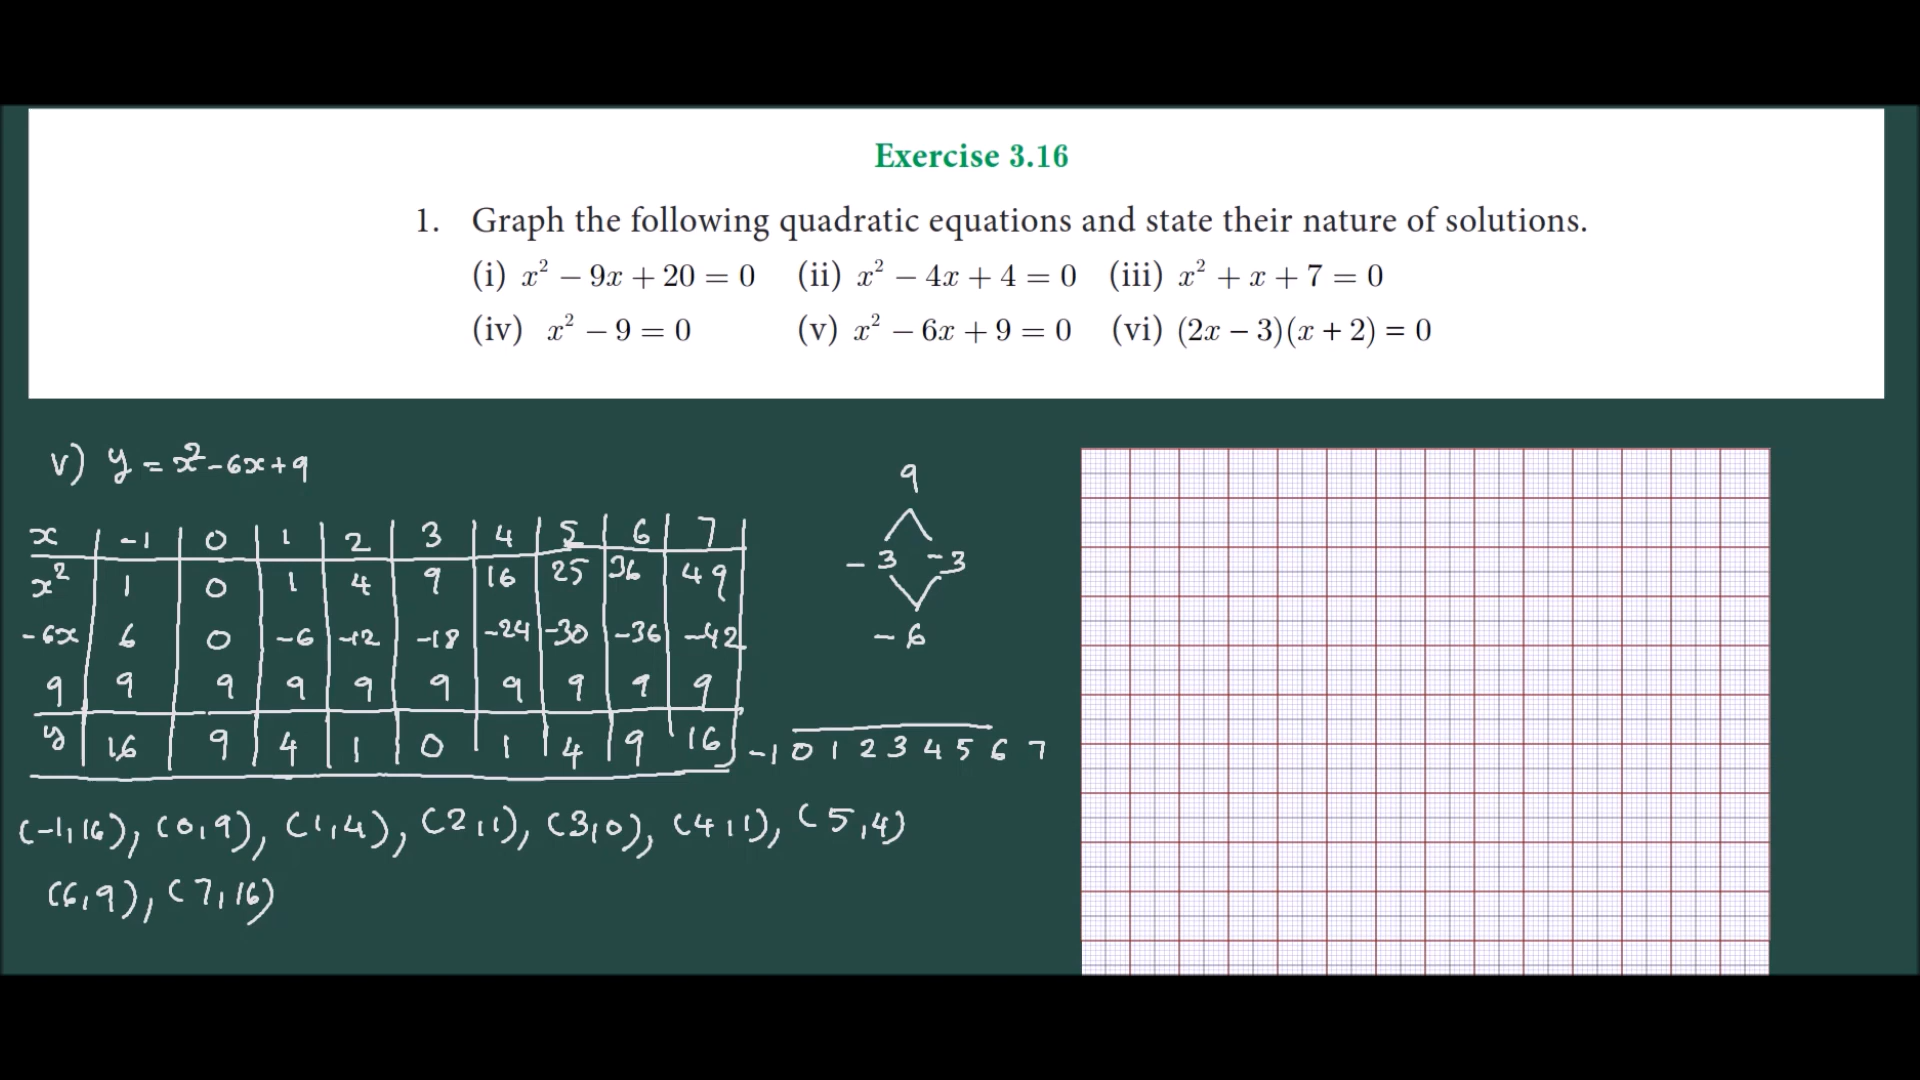 Exercise 3.16
1. Graph the following quadratic equations and state their nature of solutions.
(i) x² − 9x + 20 = 0 (ii) x² − 4x + 4 = 0 (iii) x² + x + 7 = 0
(iv) x² − 9 = 0 (v) x² − 6x + 9 = 0 (vi) (2x − 3)(x + 2) = 0
v) y = x² - 6x + 9
x | -1 | 0 | 1 | 2 | 3 | 4 | 5 | 6 | 7
x² | 1 | 0 | 1 | 4 | 9 | 16 | 25 | 36 | 49
-6x | 6 | 0 | -6 | -12 | -18 | -24 | -30 | -36 | -42
9 | 9 | 9 | 9 | 9 | 9 | 9 | 9 | 9 | 9
y | 16 | 9 | 4 | 1 | 0 | 1 | 4 | 9 | 16
(-1,16), (0,9), (1,4), (2,1), (3,0), (4,1), (5,4)
(6,9), (7,16)
9
-3 -3
-6
-1 0 1 2 3 4 5 6 7